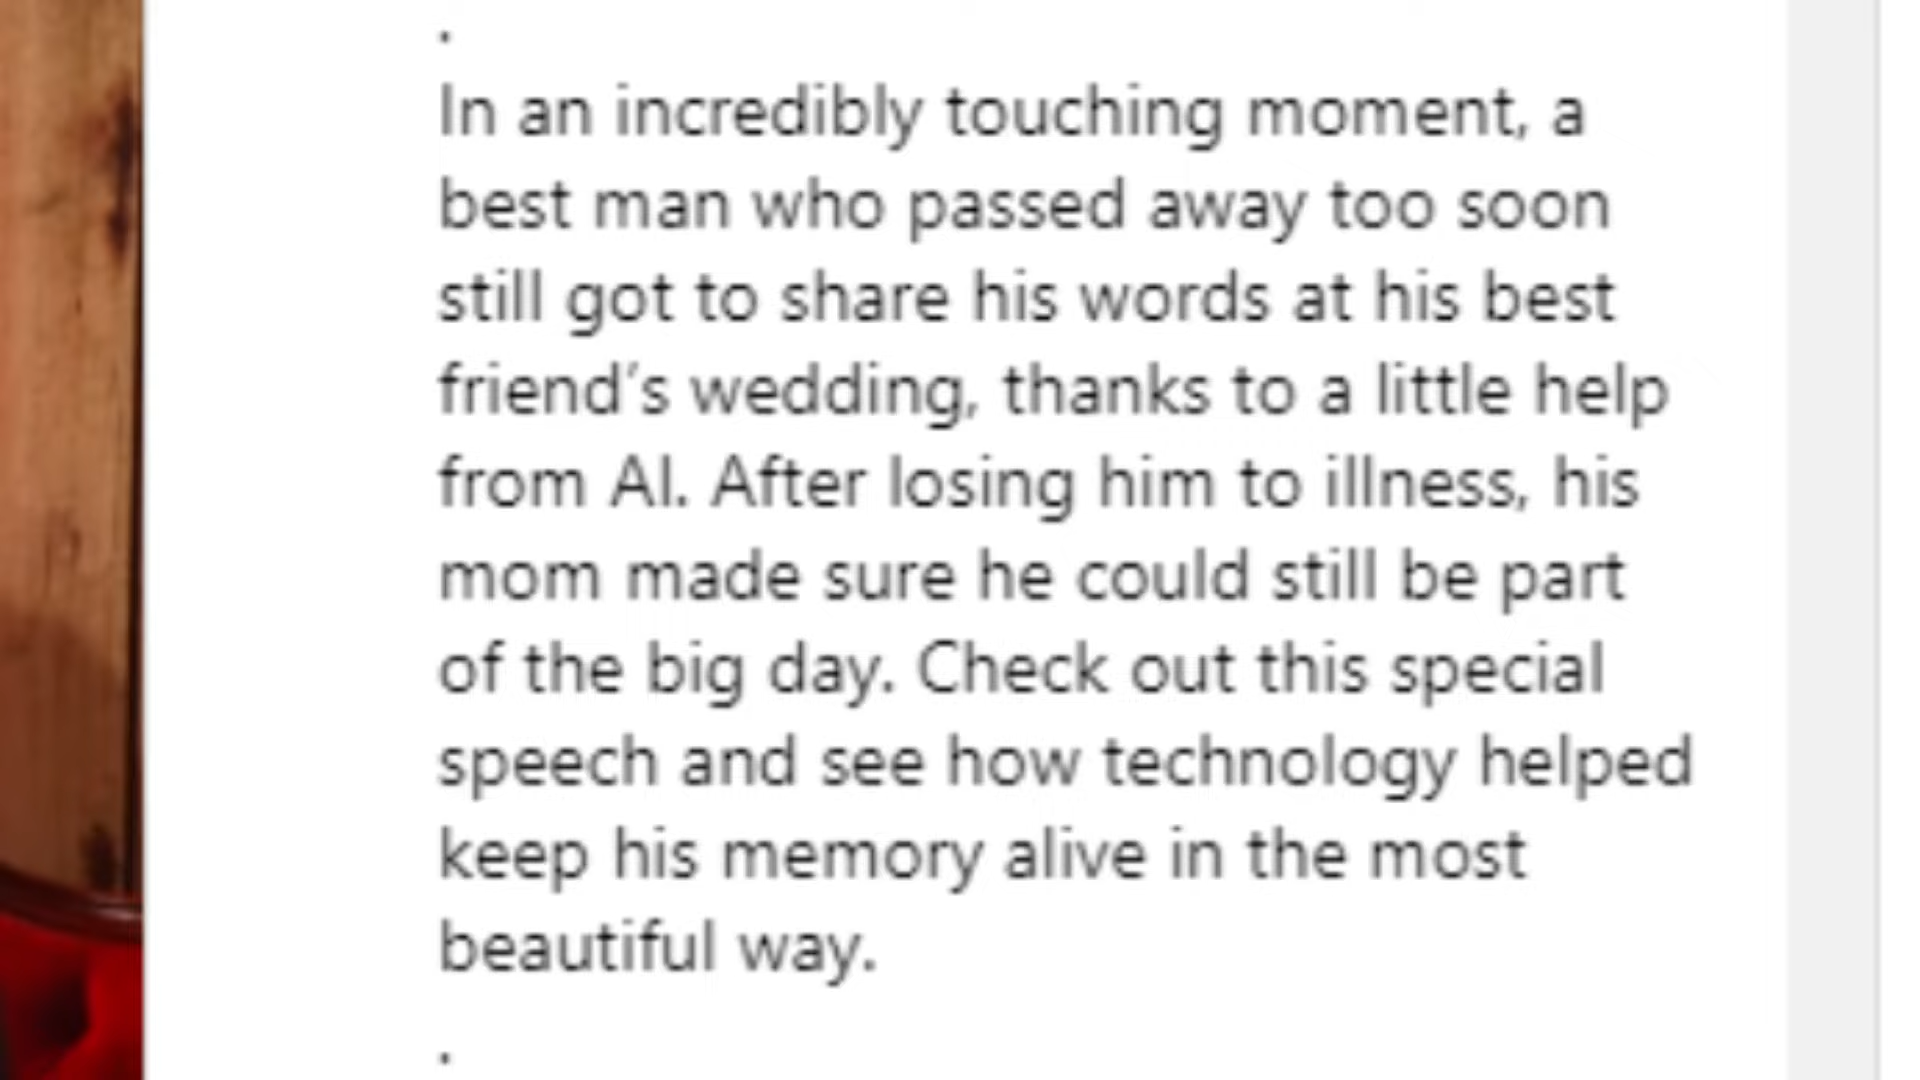 .
In an incredibly touching moment, a
best man who passed away too soon
still got to share his words at his best
friend’s wedding, thanks to a little help
from AI. After losing him to illness, his
mom made sure he could still be part
of the big day. Check out this special
speech and see how technology helped
keep his memory alive in the most
beautiful way.
.